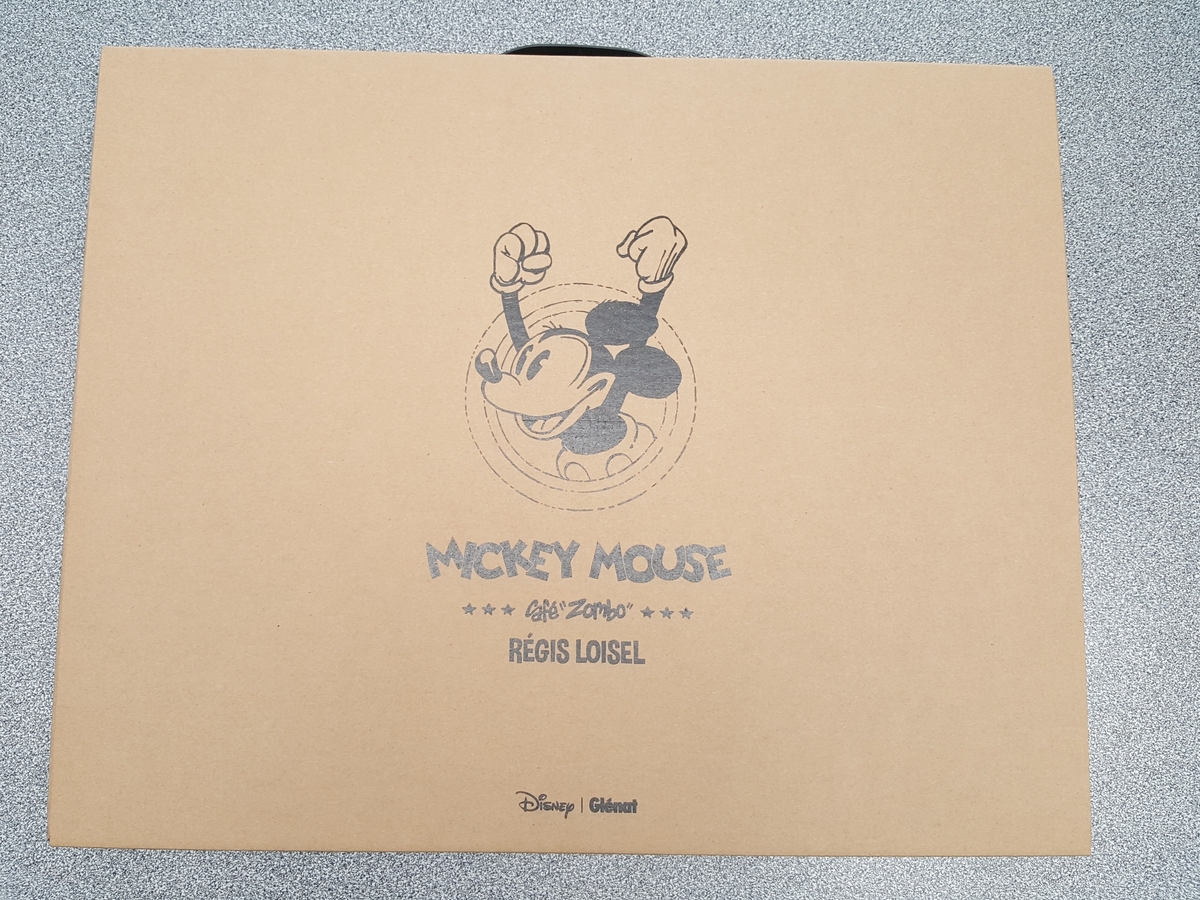 MICKEY MOUSE
★ ★ ★ Café "Zombo" ★ ★ ★
RÉGIS LOISEL
Disney | Glénat